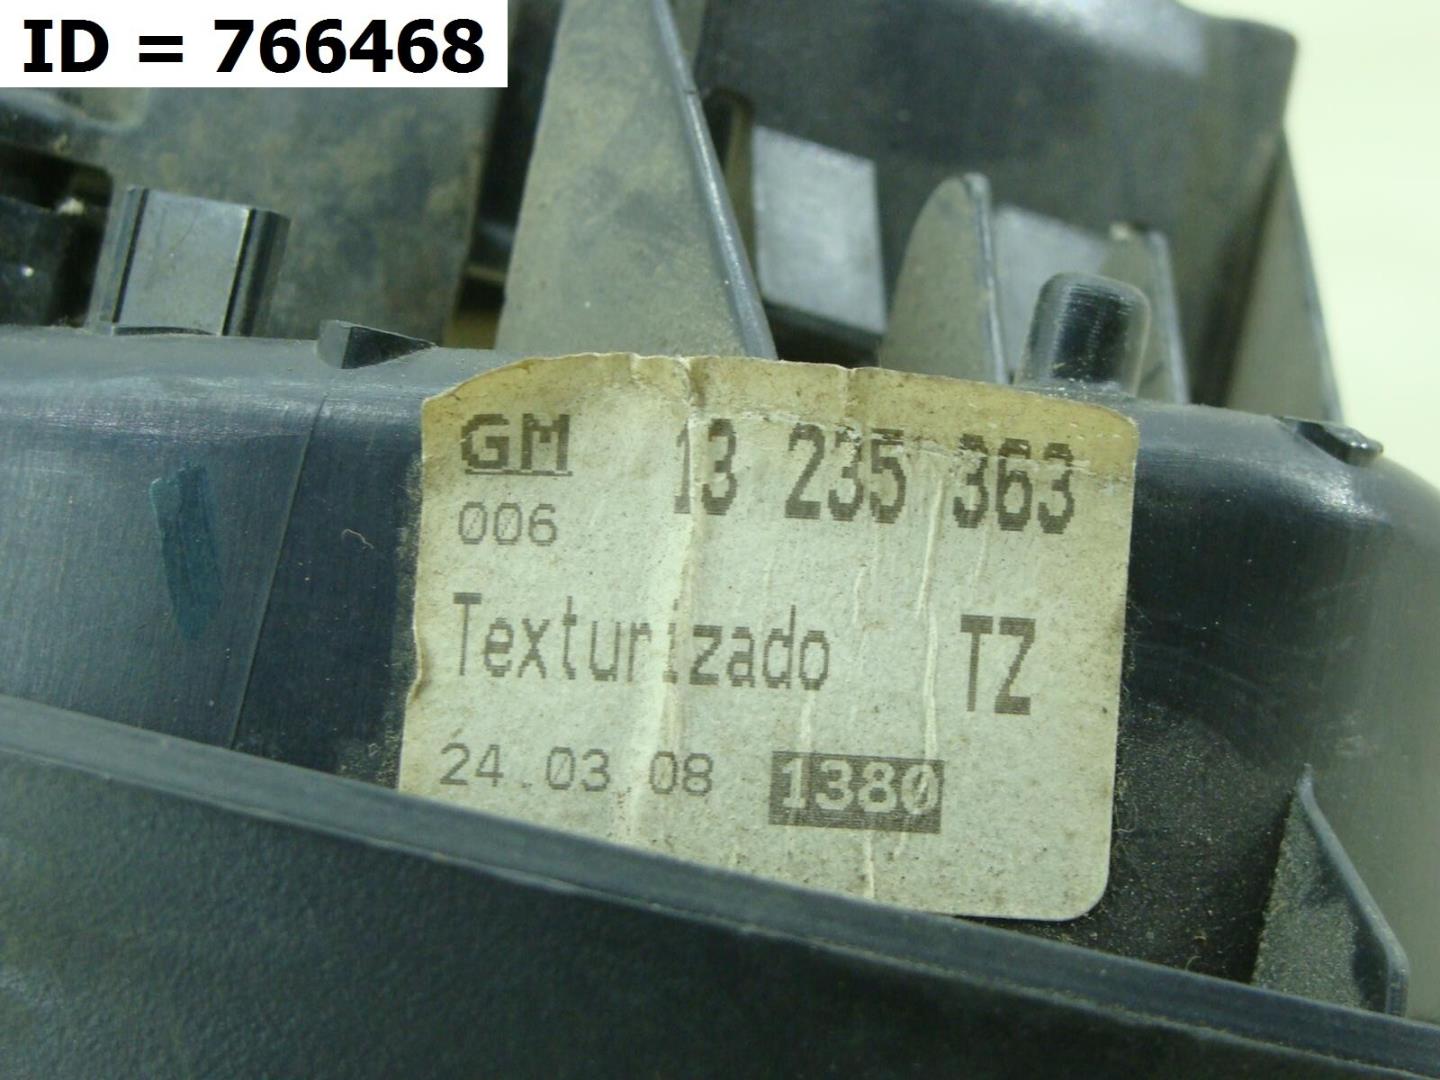 ID = 766468
GM 13 235 363
006
Texturizado TZ
24.03.08 1380